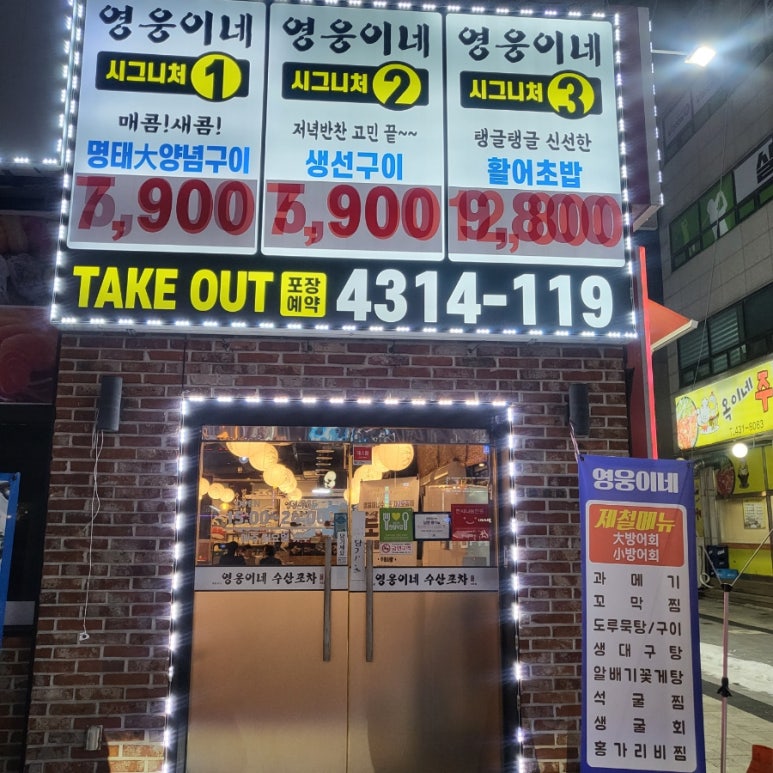 영웅이네
시그니처 1
매콤!새콤!
명태大양념구이
7,900
영웅이네
시그니처 2
저녁반찬 고민 끝~~
생선구이
영웅이네
시그니처 3
탱글탱글 신선한
활어초밥
TAKE OUT 포장 예약 4314-119
영웅이네 수산포차
영웅이네 수산포차
영웅이네
제철메뉴
大방어회
小방어회
과메기
꼬막찜
도루묵탕/구이
생대구탕
알배기꽃게탕
석굴찜
생굴회
홍가리비찜
옥이네 주
T.431-6063